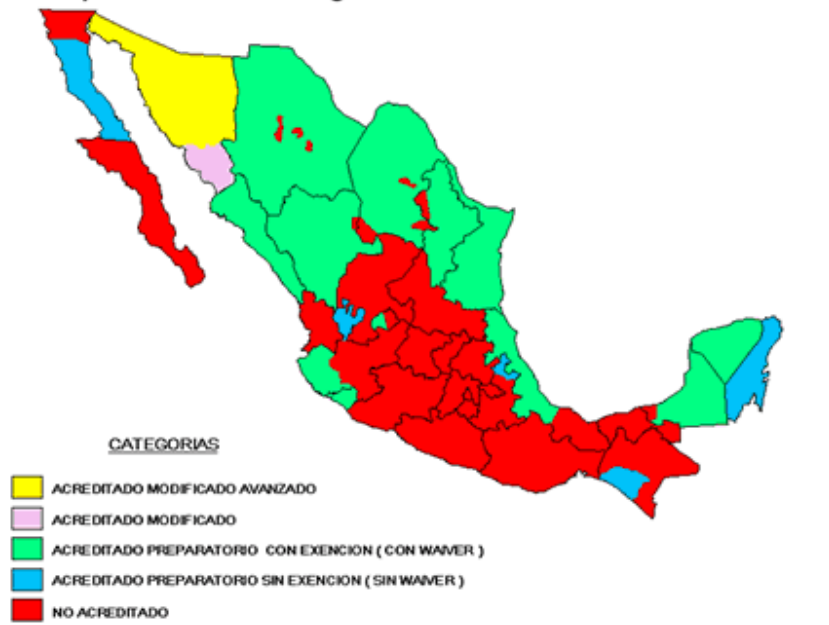 CATEGORIAS
ACREDITADO MODIFICADO AVANZADO
ACREDITADO MODIFICADO
ACREDITADO PREPARATORIO CON EXENCION ( CON WAIVER )
ACREDITADO PREPARATORIO SIN EXENCION ( SIN WAIVER )
NO ACREDITADO